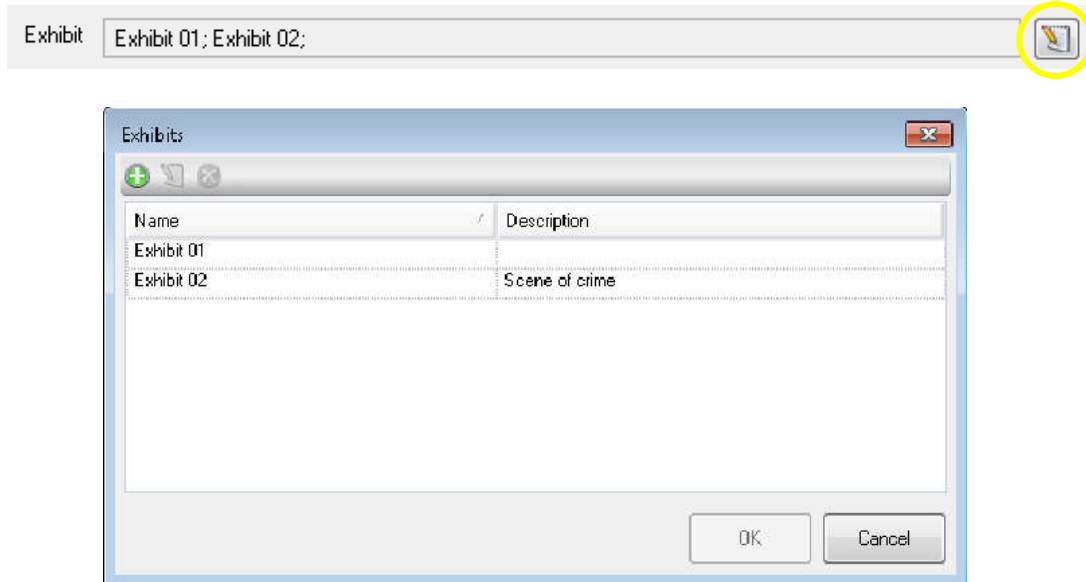 Exhibit Exhibit 01; Exhibit 02;
Exhibits
Name Description
Exhibit 01
Exhibit 02 Scene of crime
OK Cancel